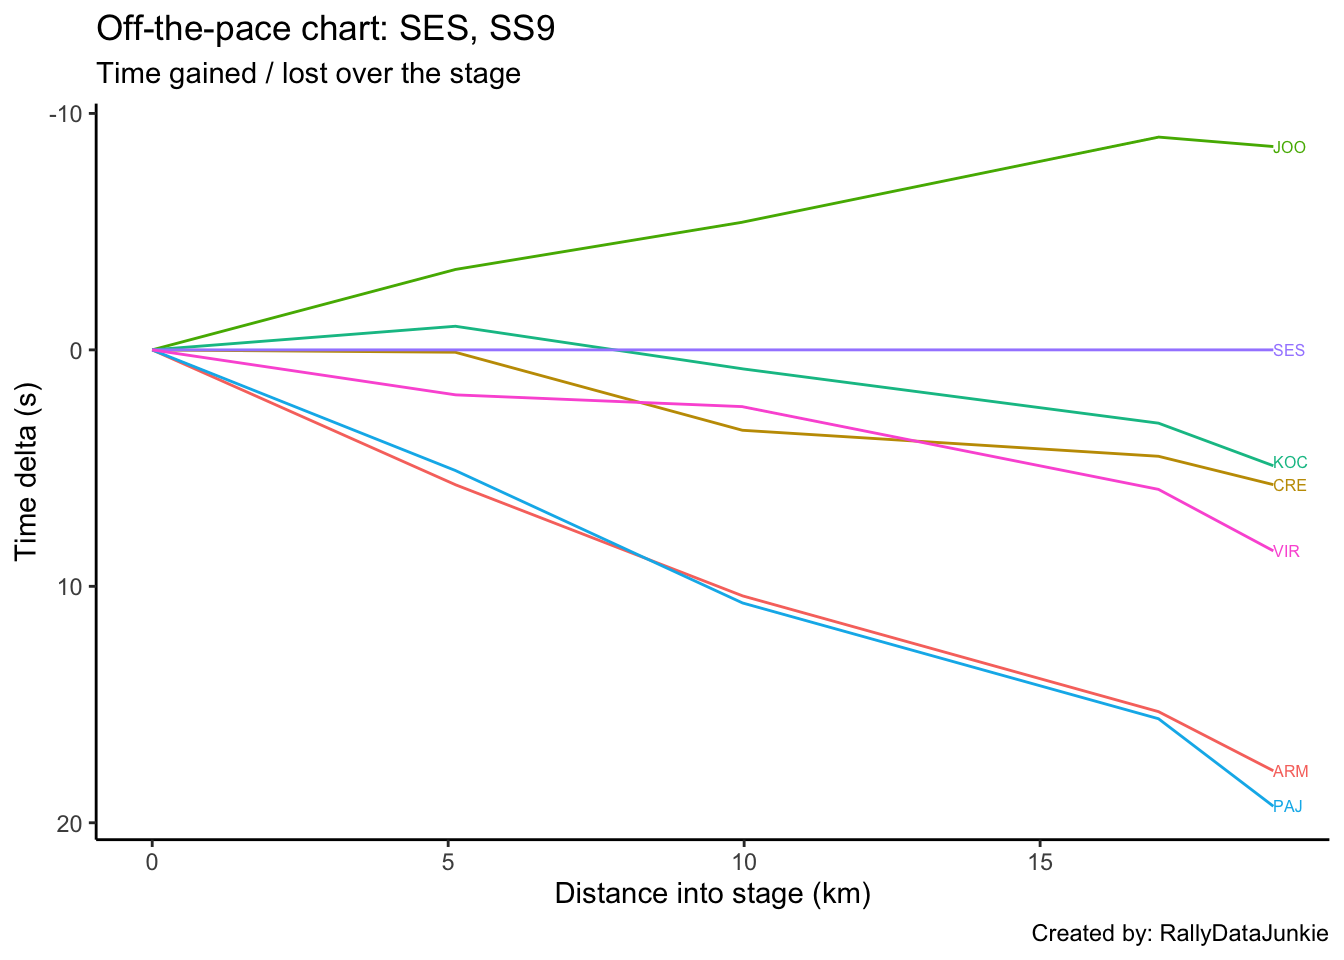 Off-the-pace chart: SES, SS9
Time gained / lost over the stage
-10
0
10
20
Time delta (s)
JOO
SES
KOC
CRE
VIR
ARM
PAJ
0 5 10 15
Distance into stage (km)
Created by: RallyDataJunkie